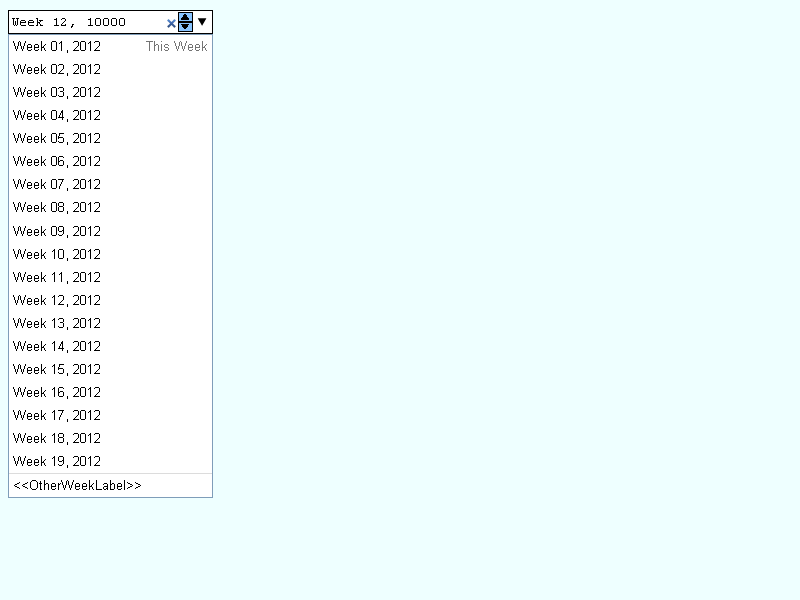 Week 12, 10000
Week 01, 2012 This Week
Week 02, 2012
Week 03, 2012
Week 04, 2012
Week 05, 2012
Week 06, 2012
Week 07, 2012
Week 08, 2012
Week 09, 2012
Week 10, 2012
Week 11, 2012
Week 12, 2012
Week 13, 2012
Week 14, 2012
Week 15, 2012
Week 16, 2012
Week 17, 2012
Week 18, 2012
Week 19, 2012
<<OtherWeekLabel>>